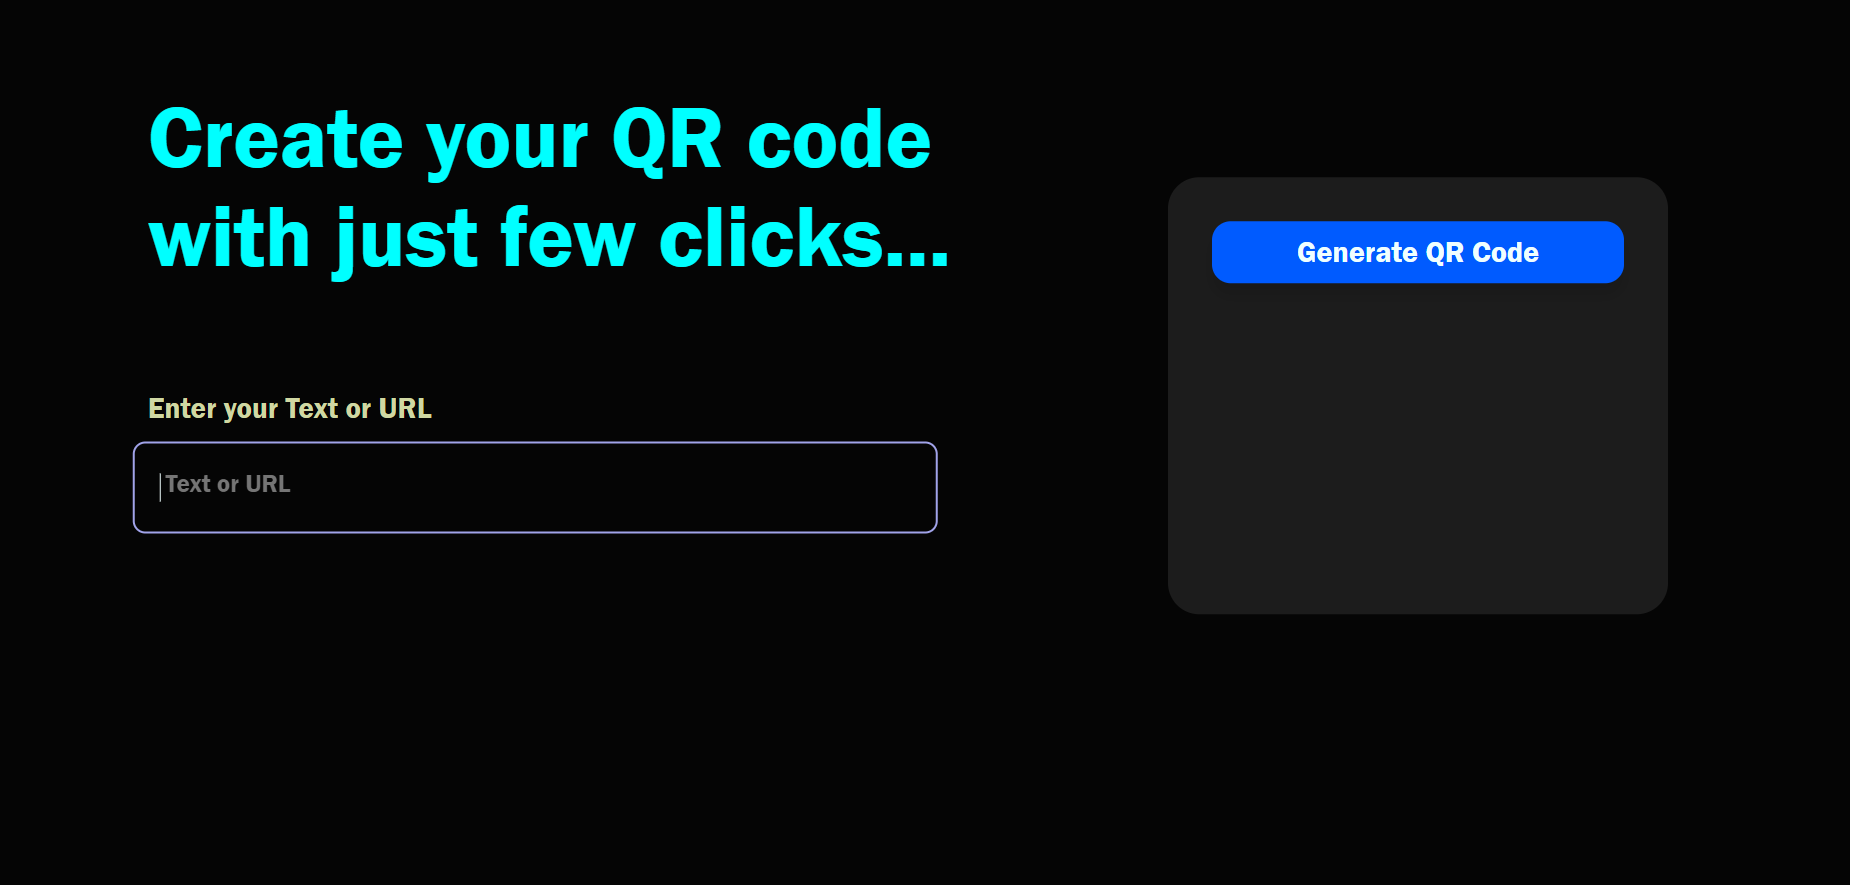 Create your QR code
with just few clicks...
Enter your Text or URL
Text or URL
Generate QR Code